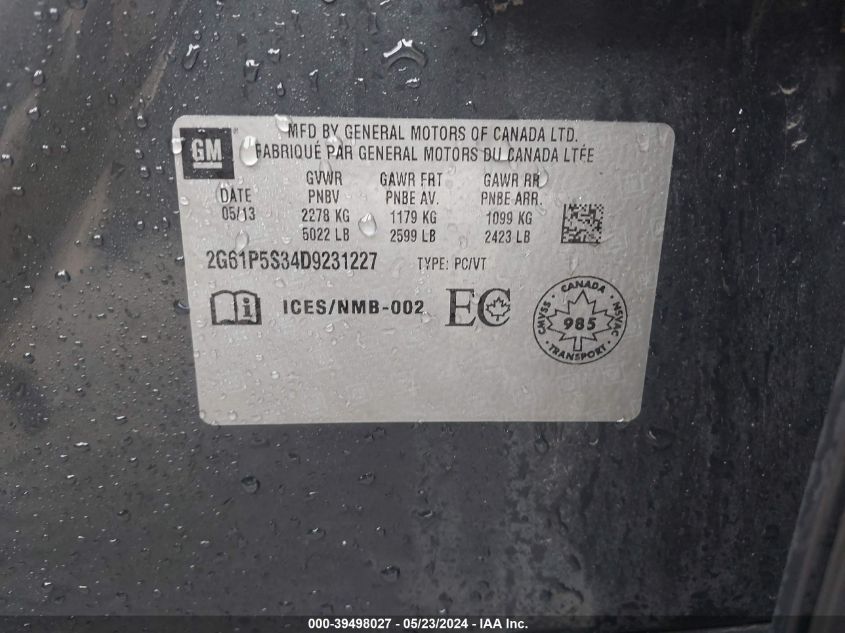 GM
MFD BY GENERAL MOTORS OF CANADA LTD.
FABRIQUÉ PAR GENERAL MOTORS DU CANADA LTÉE
GVWR GAWR FRT GAWR RR
DATE PNBV PNBE AV. PNBE ARR.
05/13 2278 KG 1179 KG 1099 KG
5022 LB 2599 LB 2423 LB
2G61P5S34D9231227 TYPE: PC/VT
ICES/NMB-002 EC
CANADA
CMVSS 985 NSVAC
TRANSPORT
000-39498027 - 05/23/2024 - IAA Inc.